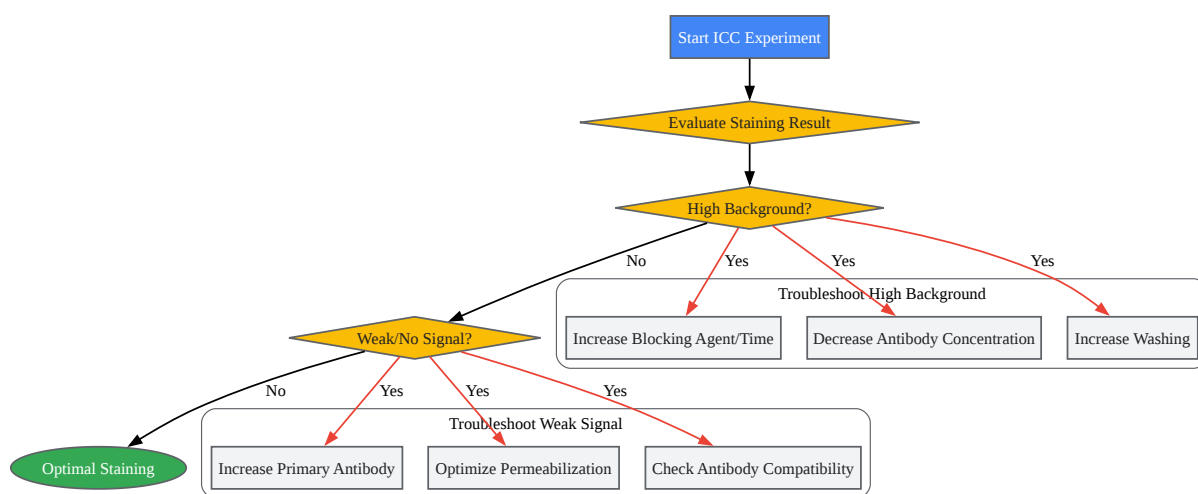 Start ICC Experiment
Evaluate Staining Result
High Background?
No
Yes
Yes
Yes
Troubleshoot High Background
Increase Blocking Agent/Time
Decrease Antibody Concentration
Increase Washing
Weak/No Signal?
No
Yes
Yes
Yes
Troubleshoot Weak Signal
Optimal Staining
Increase Primary Antibody
Optimize Permeabilization
Check Antibody Compatibility